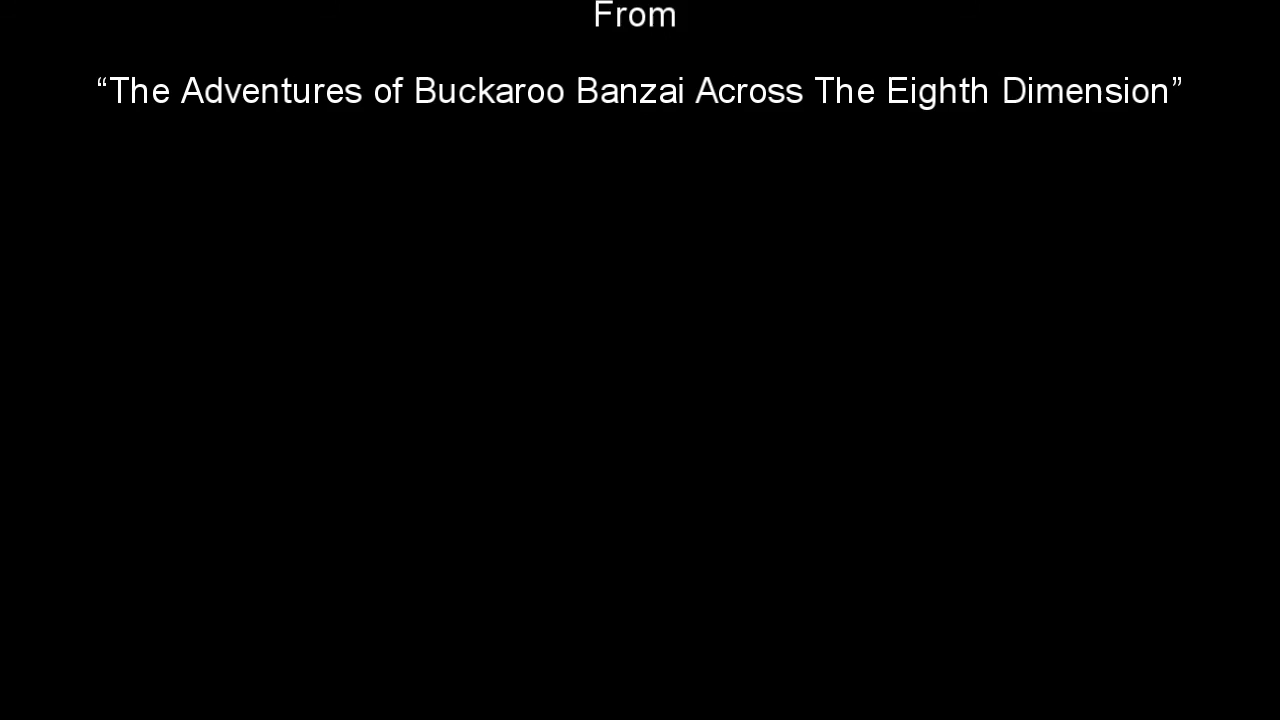 From
“The Adventures of Buckaroo Banzai Across The Eighth Dimension”